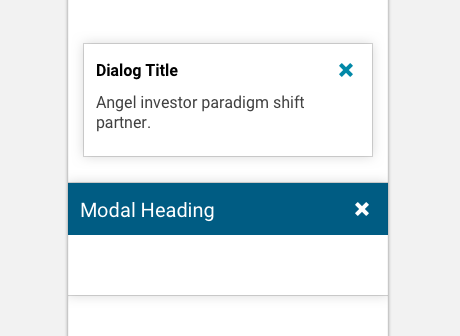 Dialog Title
Angel investor paradigm shift
partner.
Modal Heading